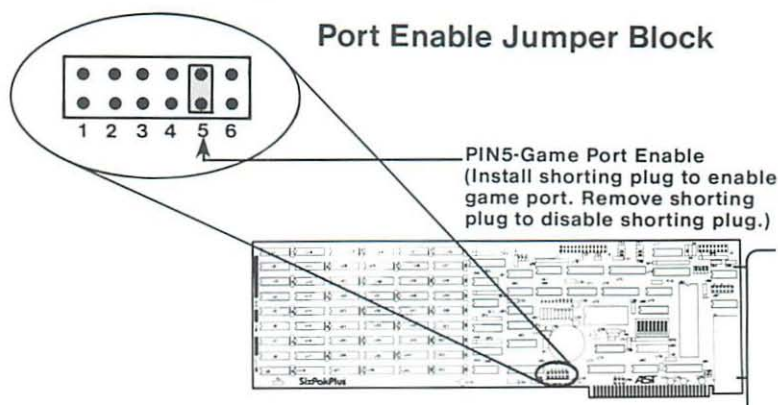 Port Enable Jumper Block
1 2 3 4 5 6
PIN5-Game Port Enable
(Install shorting plug to enable
game port. Remove shorting
plug to disable shorting plug.)
SixPakPlus
AST